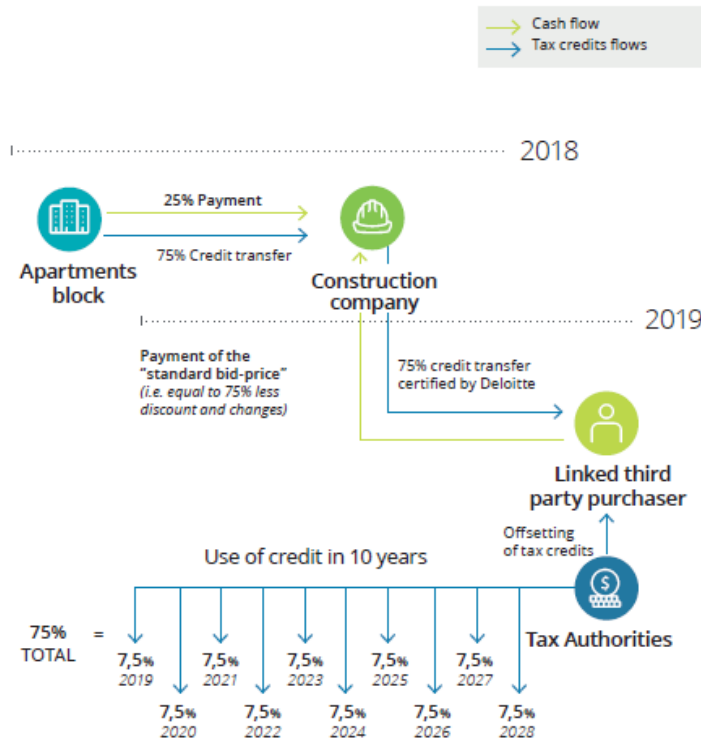 Cash flow
Tax credits flows
2018
25% Payment
75% Credit transfer
Apartments
block
Construction
company
2019
Payment of the
“standard bid-price”
(i.e. equal to 75% less
discount and changes)
75% credit transfer
certified by Deloitte
Linked third
party purchaser
Offsetting
of tax credits
Use of credit in 10 years
$
Tax Authorities
75%
TOTAL
=
7,5%
2019
7,5%
2021
7,5%
2023
7,5%
2025
7,5%
2027
7,5%
2020
7,5%
2022
7,5%
2024
7,5%
2026
7,5%
2028